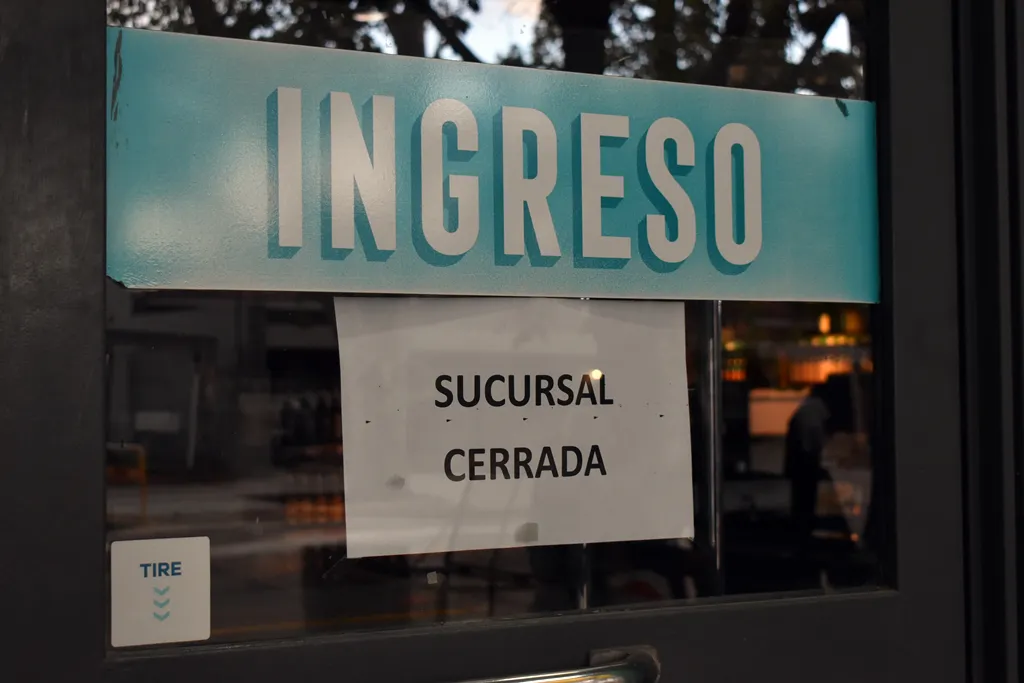 INGRESO
SUCURSAL
CERRADA
TIRE